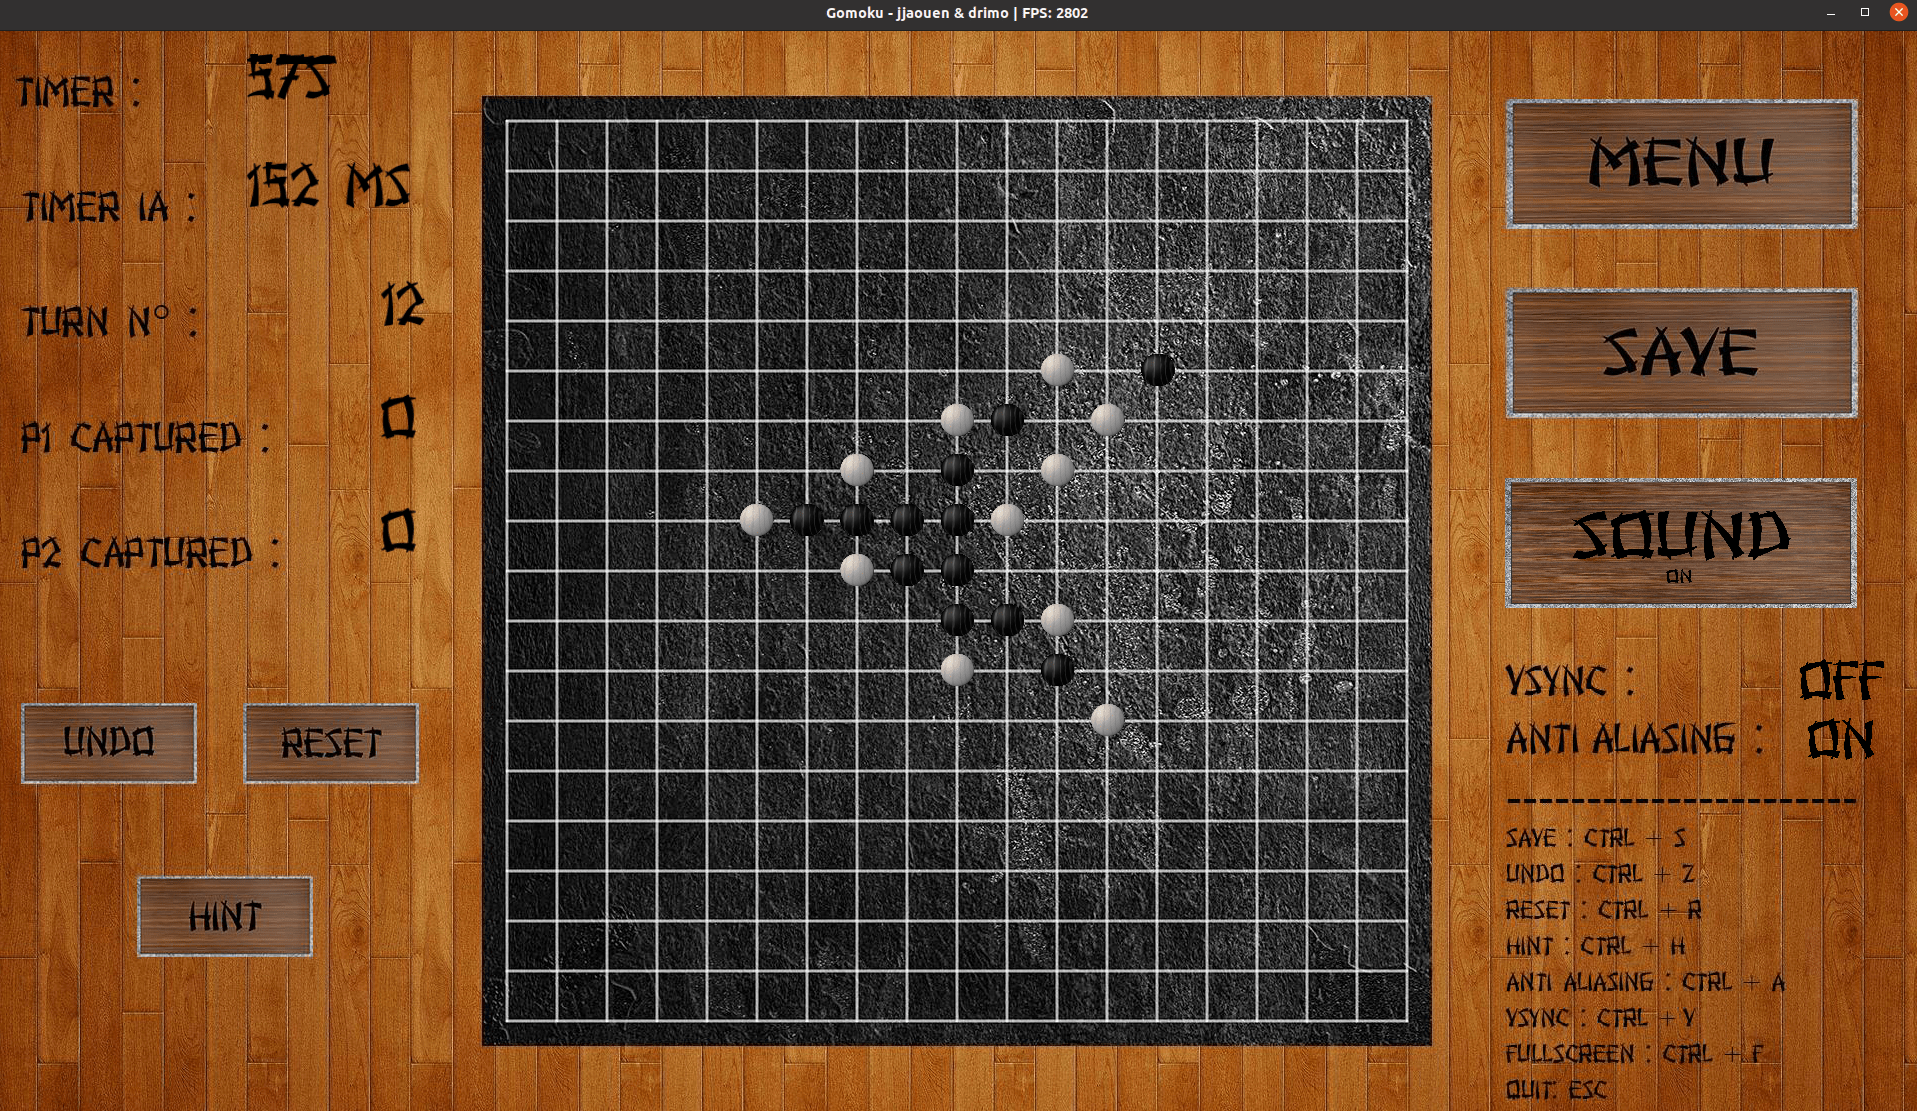 Gomoku - jjaouen & drimo | FPS: 2802
TIMER : 575
TIMER IA : 152 MS
TURN N° : 12
P1 CAPTURED : 0
P2 CAPTURED : 0
UNDO
RESET
HINT
MENU
SAVE
SOUND
ON
VSYNC : OFF
ANTI ALIASING : ON
----------------------
SAVE : CTRL + S
UNDO : CTRL + Z
RESET : CTRL + R
HINT : CTRL + H
ANTI ALIASING : CTRL + A
VSYNC : CTRL + V
FULLSCREEN : CTRL + F
QUIT: ESC